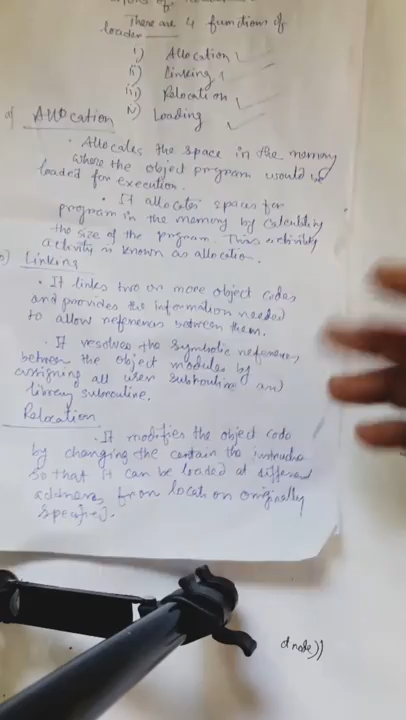 There are 4 functions of
loader
i) Allocation
ii) Linking
iii) Relocation
iv) Loading
a) Allocation
• Allocates the space in the memory
where the object program would be
loaded for execution.
• It allocates spaces for
program in the memory by calculating
the size of the program. This activity
activity is known as allocation.
b) Linking
• It links two or more object codes
and provides the information needed
to allow references between them.
• It resolves the symbolic references
between the object modules by
assigning all user subroutine and
library subroutine.
Relocation
• It modifies the object code
by changing the certain the
so that it can be loaded at different
address from location originally
specified.